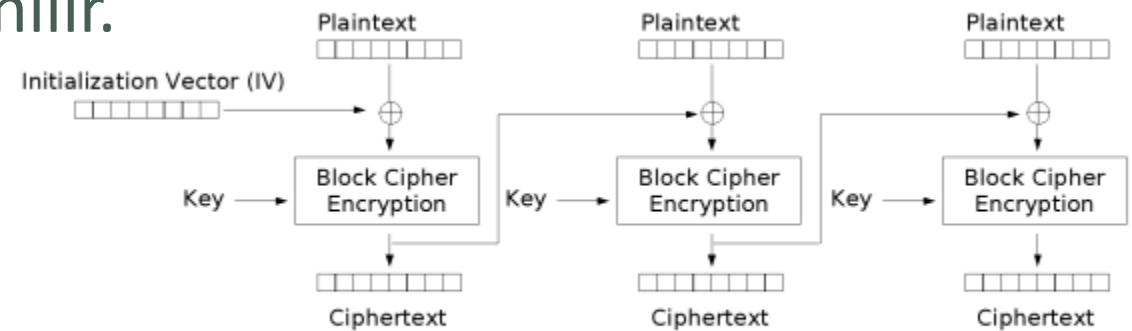 Plaintext Plaintext Plaintext
Initialization Vector (IV)
Block Cipher Encryption
Key
Block Cipher Encryption
Key
Block Cipher Encryption
Key
Ciphertext Ciphertext Ciphertext